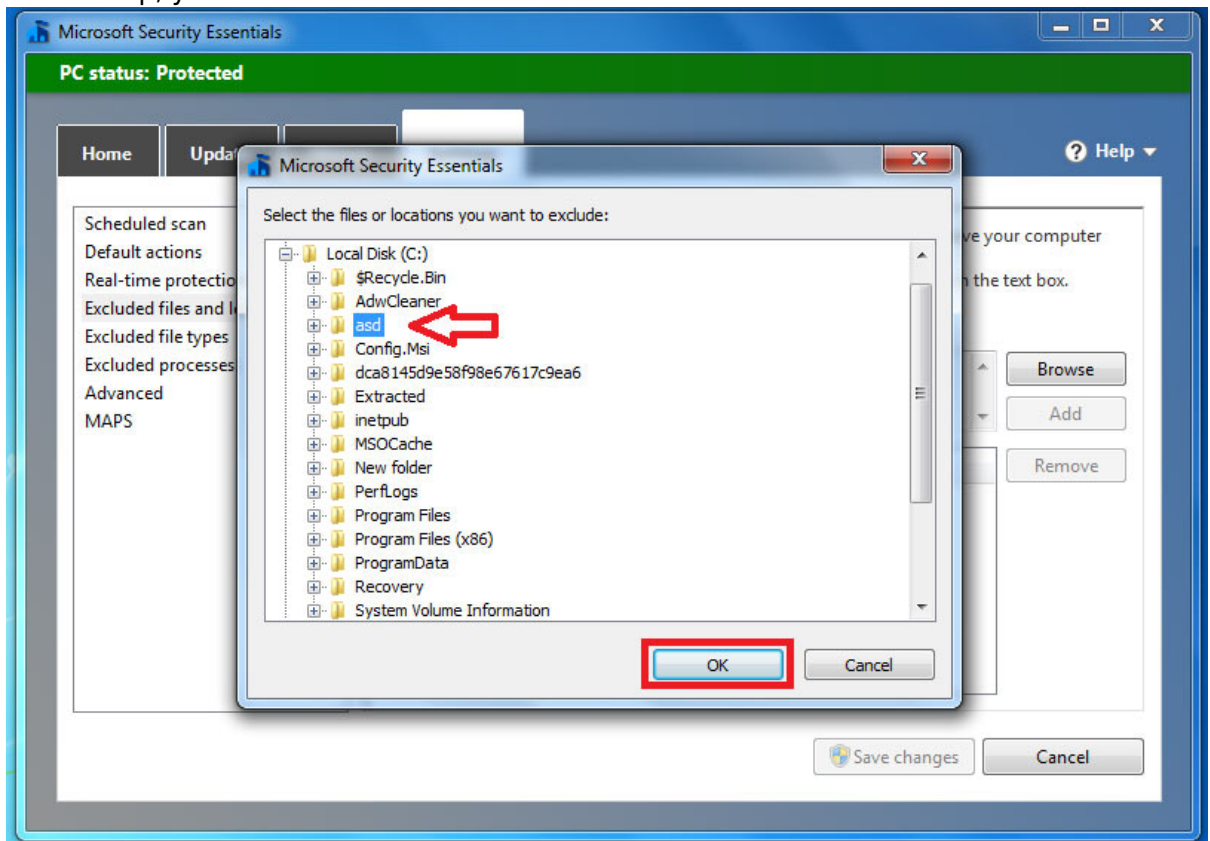 Microsoft Security Essentials
PC status: Protected
Home
Upda
Help
Microsoft Security Essentials
Select the files or locations you want to exclude:
Local Disk (C:)
$Recycle.Bin
AdwCleaner
asd
Config.Msi
dca8145d9e58f98e67617c9ea6
Extracted
inetpub
MSOCache
New folder
PerfLogs
Program Files
Program Files (x86)
ProgramData
Recovery
System Volume Information
OK
Cancel
Scheduled scan
Default actions
Real-time protectio
Excluded files and l
Excluded file types
Excluded processes
Advanced
MAPS
ve your computer
the text box.
Browse
Add
Remove
Save changes
Cancel